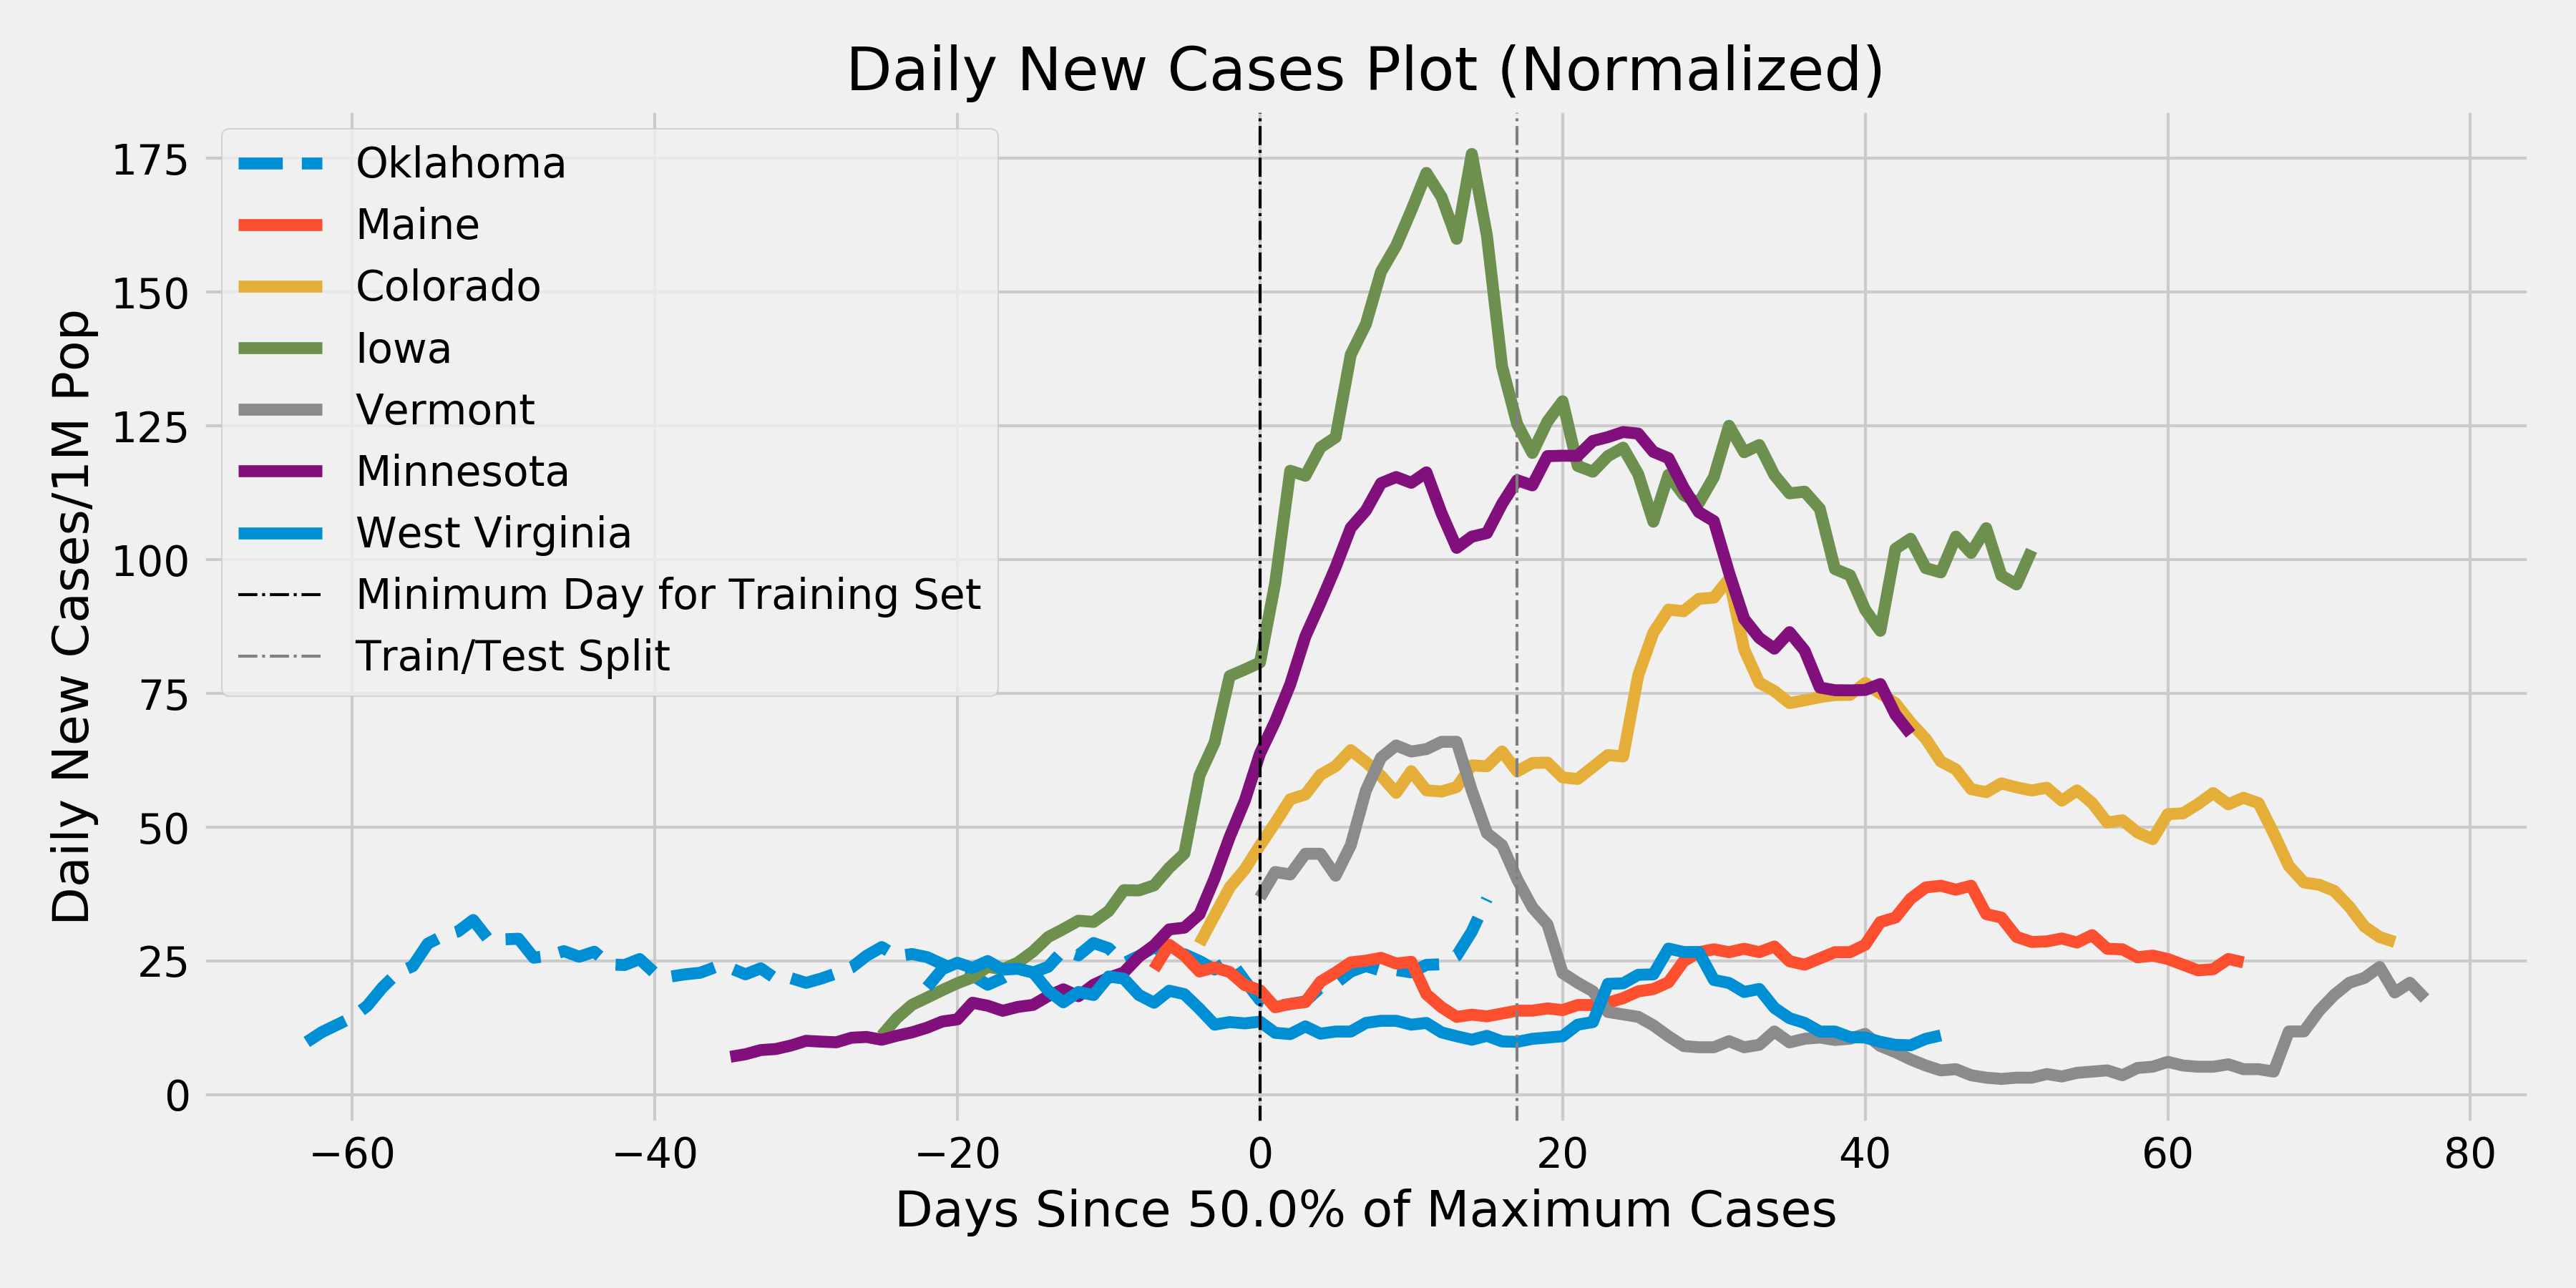 Daily New Cases Plot (Normalized)
Daily New Cases/1M Pop
175
150
125
100
75
50
25
0
Oklahoma
Maine
Colorado
Iowa
Vermont
Minnesota
West Virginia
Minimum Day for Training Set
Train/Test Split
−60 −40 −20 0 20 40 60 80
Days Since 50.0% of Maximum Cases